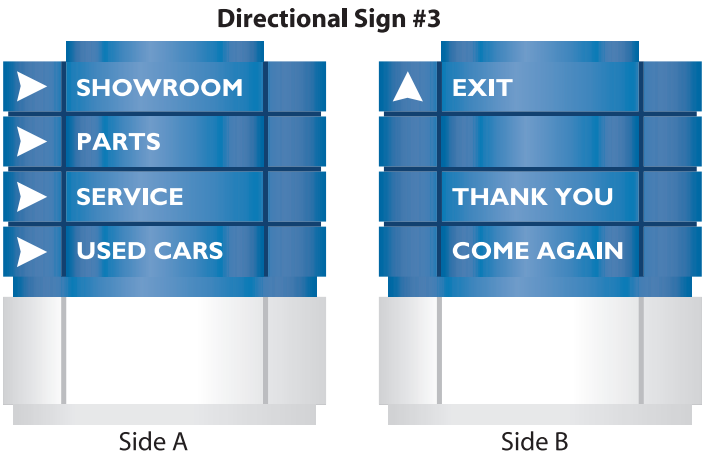 Directional Sign #3
SHOWROOM
PARTS
SERVICE
USED CARS
Side A
EXIT
THANK YOU
COME AGAIN
Side B